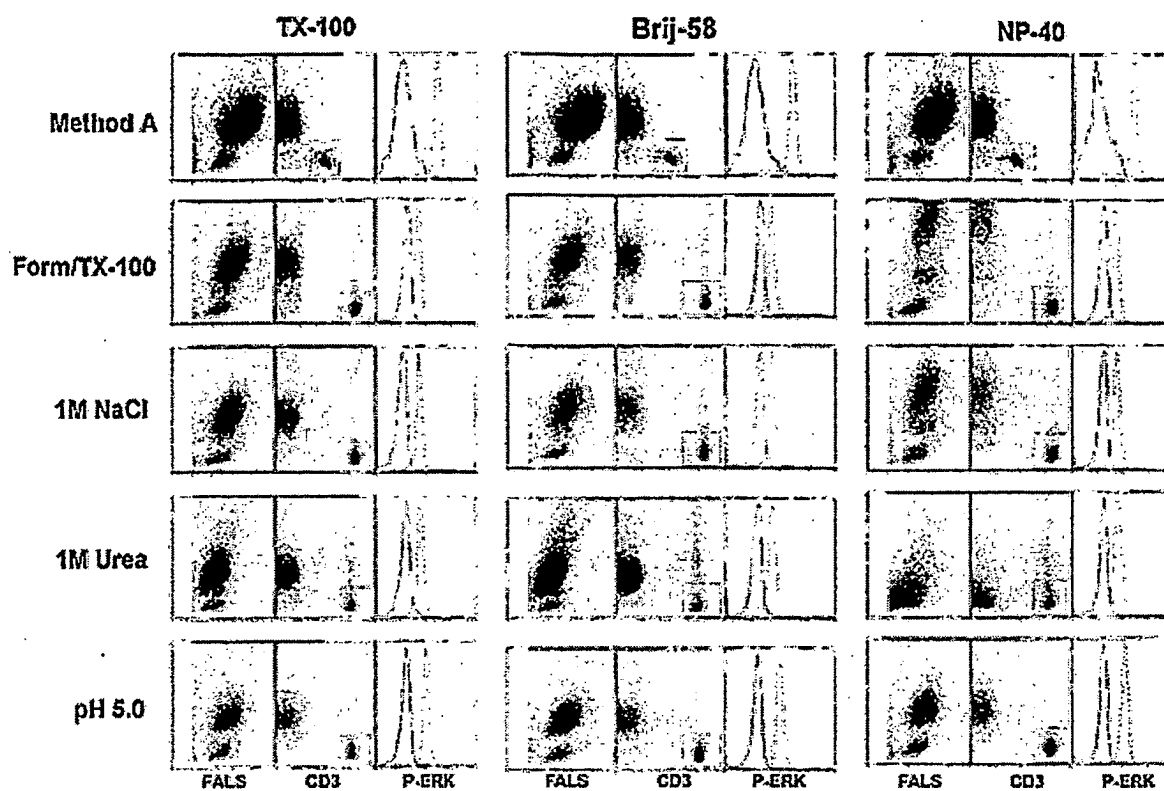 TX-100 Brij-58 NP-40
Method A
Form/TX-100
1M NaCl
1M Urea
pH 5.0
FALS CD3 P-ERK FALS CD3 P-ERK FALS CD3 P-ERK